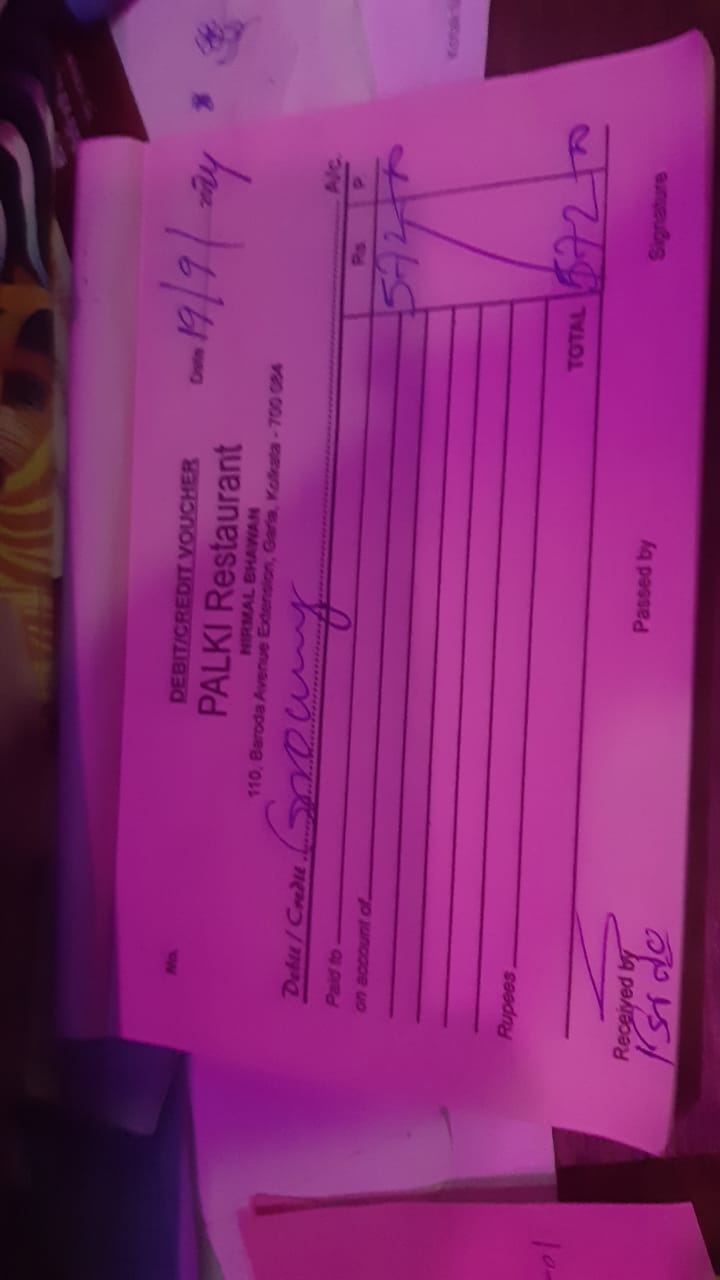 No.
DEBIT/CREDIT VOUCHER
PALKI Restaurant
Date 19/9/2024
NIRMAL BHAWAN
110, Baroda Avenue Extension, Garia, Kolkata - 700 084
Debit / Credit Grocery A/c.
Paid to
Rs. P.
on account of
572
Rupees
TOTAL 572
Received by Passed by Signature